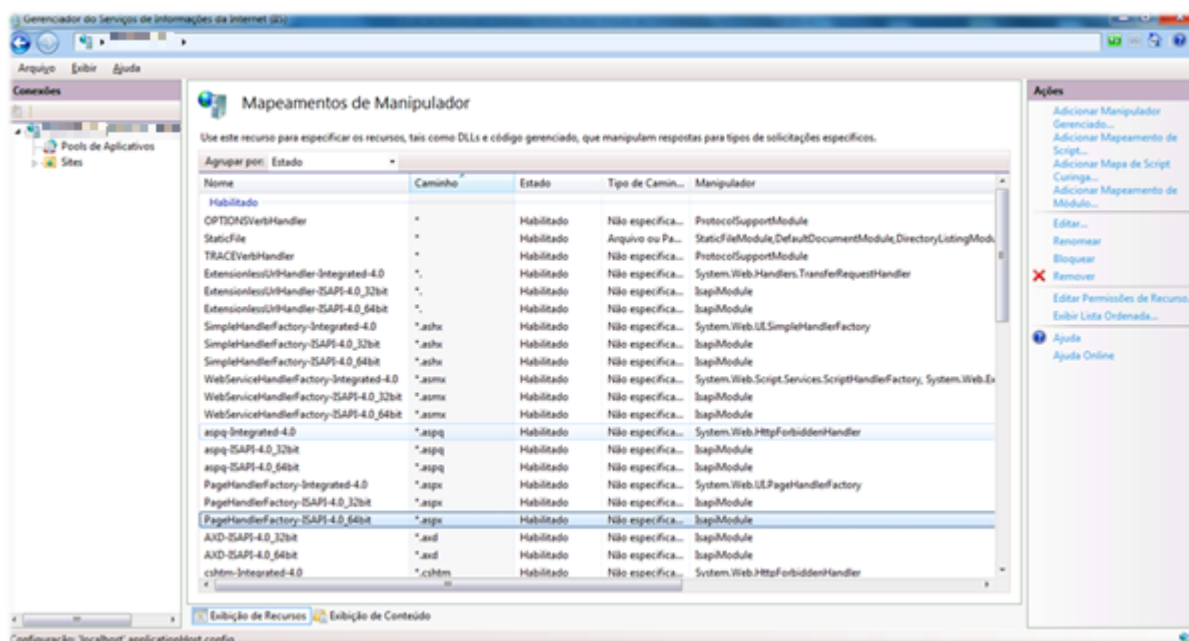 Gerenciador do Serviços de Informações da Internet (IIS)
Arquivo Exibir Ajuda
Conexões
Pools de Aplicativos
Sites
Mapeamentos de Manipulador
Use este recurso para especificar os recursos, tais como DLLs e código gerenciado, que manipulam respostas para tipos de solicitações específicos.
Agrupar por: Estado
Nome Caminho Estado Tipo de Camin... Manipulador
Habilitado
OPTIONSVerbHandler * Habilitado Não especifica... ProtocolSupportModule
StaticFile * Habilitado Arquivo ou Pa... StaticFileModule,DefaultDocumentModule,DirectoryListingModu
TRACEVerbHandler * Habilitado Não especifica... ProtocolSupportModule
ExtensionlessUrlHandler-Integrated-4.0 *. Habilitado Não especifica... System.Web.Handlers.TransferRequestHandler
ExtensionlessUrlHandler-ISAPI-4.0_32bit *. Habilitado Não especifica... IsapiModule
ExtensionlessUrlHandler-ISAPI-4.0_64bit *. Habilitado Não especifica... IsapiModule
SimpleHandlerFactory-Integrated-4.0 *.ashx Habilitado Não especifica... System.Web.UI.SimpleHandlerFactory
SimpleHandlerFactory-ISAPI-4.0_32bit *.ashx Habilitado Não especifica... IsapiModule
SimpleHandlerFactory-ISAPI-4.0_64bit *.ashx Habilitado Não especifica... IsapiModule
WebServiceHandlerFactory-Integrated-4.0 *.asmx Habilitado Não especifica... System.Web.Script.Services.ScriptHandlerFactory, System.Web.Ex
WebServiceHandlerFactory-ISAPI-4.0_32bit *.asmx Habilitado Não especifica... IsapiModule
WebServiceHandlerFactory-ISAPI-4.0_64bit *.asmx Habilitado Não especifica... IsapiModule
aspq-Integrated-4.0 *.aspq Habilitado Não especifica... System.Web.HttpForbiddenHandler
aspq-ISAPI-4.0_32bit *.aspq Habilitado Não especifica... IsapiModule
aspq-ISAPI-4.0_64bit *.aspq Habilitado Não especifica... IsapiModule
PageHandlerFactory-Integrated-4.0 *.aspx Habilitado Não especifica... System.Web.UI.PageHandlerFactory
PageHandlerFactory-ISAPI-4.0_32bit *.aspx Habilitado Não especifica... IsapiModule
PageHandlerFactory-ISAPI-4.0_64bit *.aspx Habilitado Não especifica... IsapiModule
AXD-ISAPI-4.0_32bit *.axd Habilitado Não especifica... IsapiModule
AXD-ISAPI-4.0_64bit *.axd Habilitado Não especifica... IsapiModule
cshtm-Integrated-4.0 *.cshtm Habilitado Não especifica... System.Web.HttpForbiddenHandler
Exibição de Recursos Exibição de Conteúdo
Ações
Adicionar Manipulador
Gerenciado...
Adicionar Mapeamento de
Script...
Adicionar Mapa de Script
Curinga...
Adicionar Mapeamento de
Módulo...
Editar...
Renomear
Bloquear
Remover
Editar Permissões de Recurso.
Exibir Lista Ordenada...
Ajuda
Ajuda Online
Configuração: 'localhost' applicationHost.config